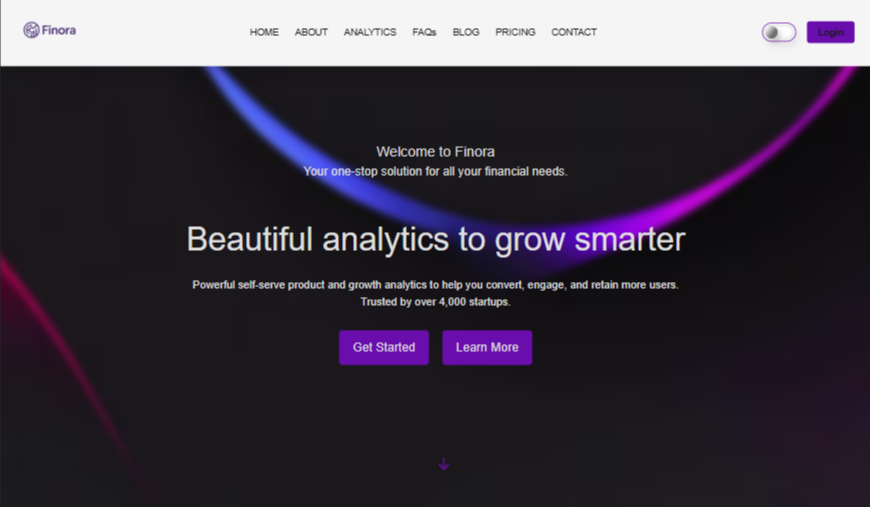 Finora
HOME ABOUT ANALYTICS FAQs BLOG PRICING CONTACT
Login
Welcome to Finora
Your one-stop solution for all your financial needs.
Beautiful analytics to grow smarter
Powerful self-serve product and growth analytics to help you convert, engage, and retain more users.
Trusted by over 4,000 startups.
Get Started
Learn More